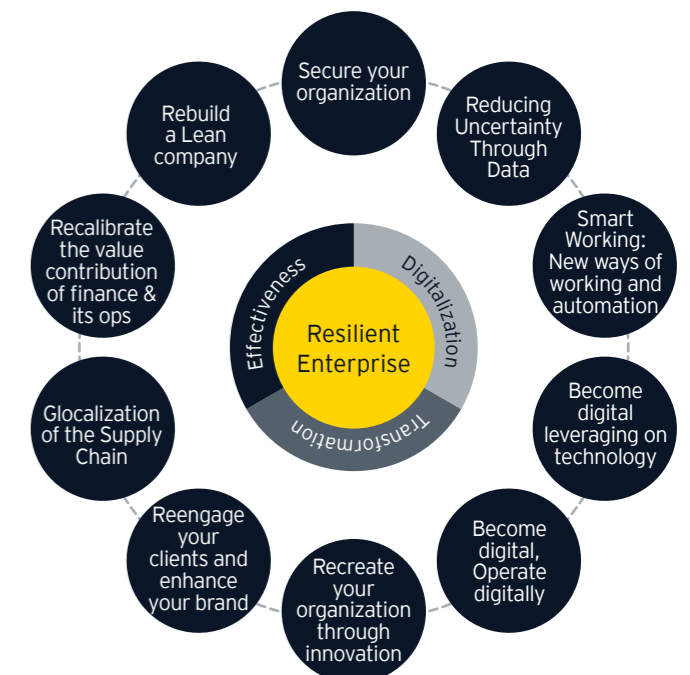 Secure your
organization
Reducing
Uncertainty
Through
Data
Smart
Working:
New ways of
working and
automation
Become
digital
leveraging on
technology
Become
digital,
Operate
digitally
Recreate
your
organization
through
innovation
Reengage
your
clients and
enhance
your brand
Glocalization
of the Supply
Chain
Recalibrate
the value
contribution
of finance &
its ops
Rebuild
a Lean
company
Effectiveness
Digitalization
Transformation
Resilient
Enterprise